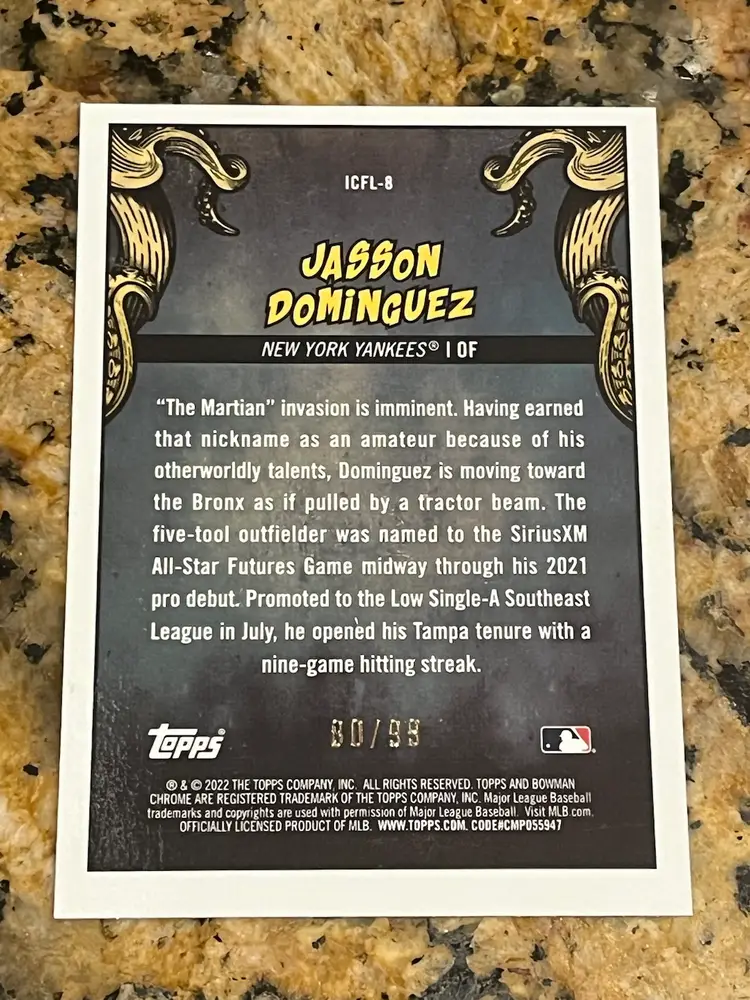 ICFL-8
JASSON
DOMINGUEZ
NEW YORK YANKEES® | OF
“The Martian” invasion is imminent. Having earned
that nickname as an amateur because of his
otherworldly talents, Dominguez is moving toward
the Bronx as if pulled by a tractor beam. The
five-tool outfielder was named to the SiriusXM
All-Star Futures Game midway through his 2021
pro debut. Promoted to the Low Single-A Southeast
League in July, he opened his Tampa tenure with a
nine-game hitting streak.
Topps®
80/99
® & © 2022 THE TOPPS COMPANY, INC. ALL RIGHTS RESERVED. TOPPS AND BOWMAN
CHROME ARE REGISTERED TRADEMARK OF THE TOPPS COMPANY, INC. Major League Baseball
trademarks and copyrights are used with permission of Major League Baseball. Visit MLB.com.
OFFICIALLY LICENSED PRODUCT OF MLB. WWW.TOPPS.COM. CODE#CMP055947